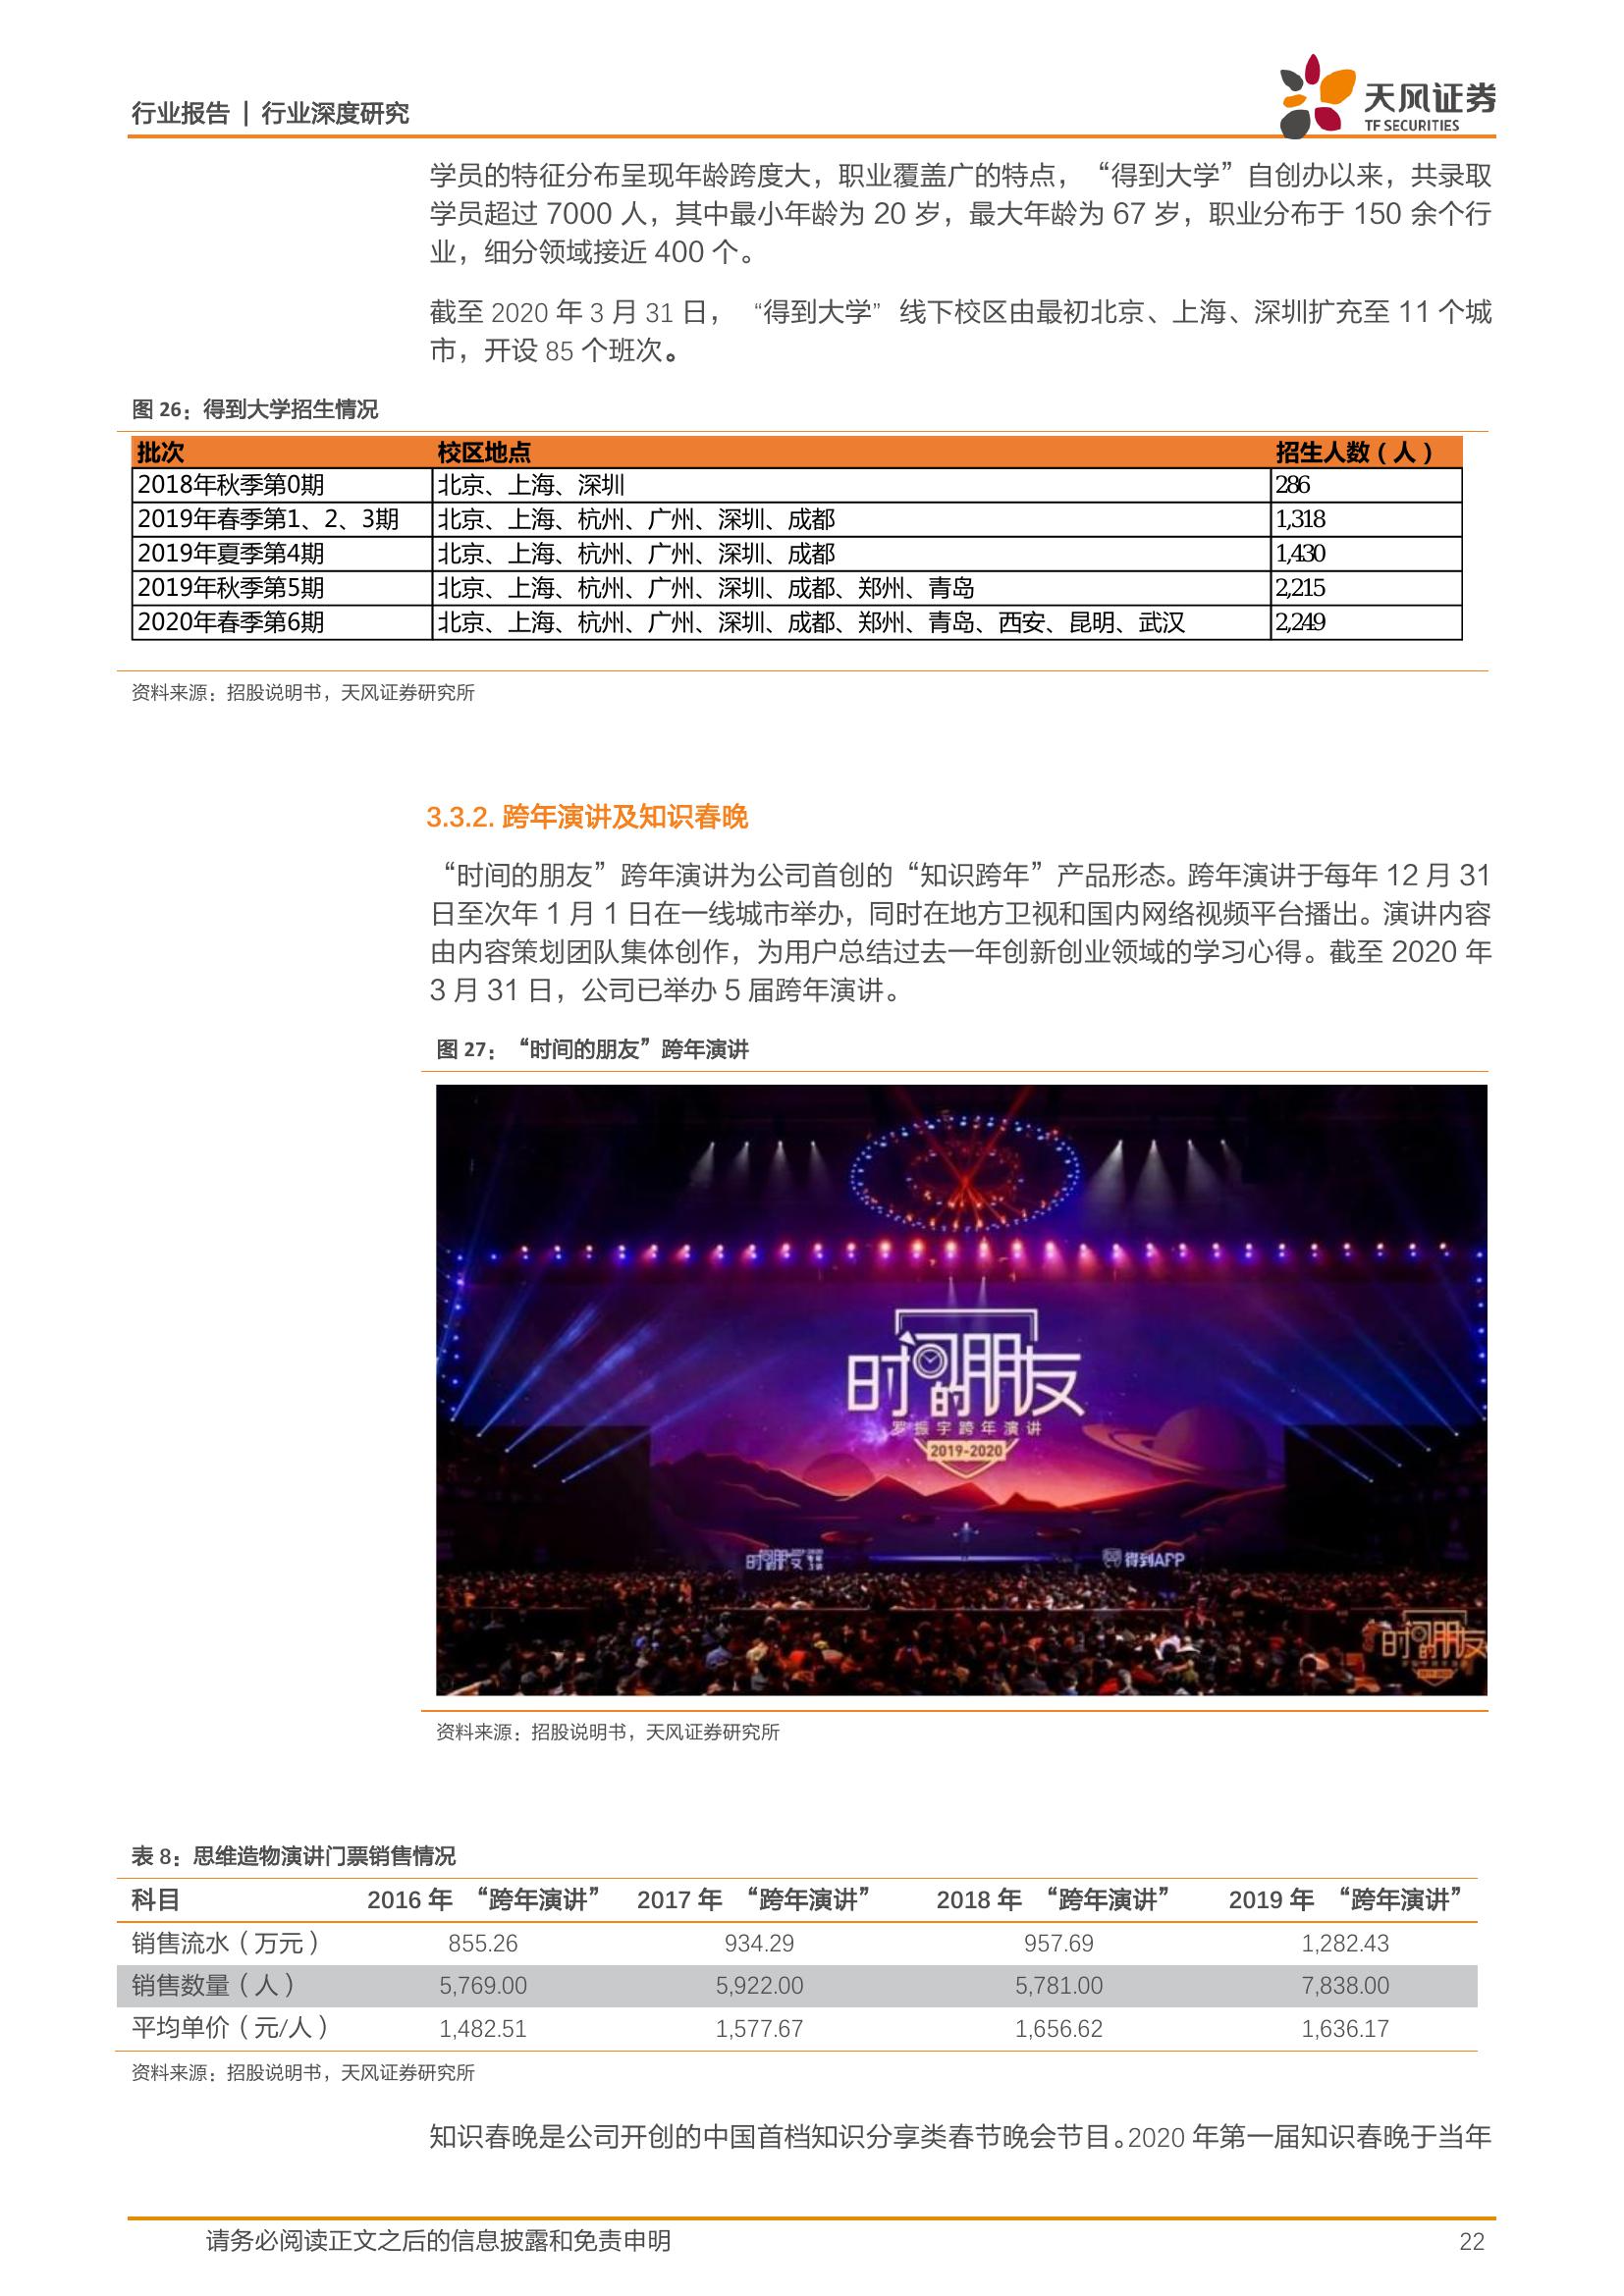 行业报告 | 行业深度研究
天风证券
TF SECURITIES
学员的特征分布呈现年龄跨度大，职业覆盖广的特点，“得到大学”自创办以来，共录取
学员超过 7000 人，其中最小年龄为 20 岁，最大年龄为 67 岁，职业分布于 150 余个行
业，细分领域接近 400 个。
截至 2020 年 3 月 31 日，“得到大学”线下校区由最初北京、上海、深圳扩充至 11 个城
市，开设 85 个班次。
图 26：得到大学招生情况
批次 校区地点 招生人数（人）
2018年秋季第0期 北京、上海、深圳 286
2019年春季第1、2、3期 北京、上海、杭州、广州、深圳、成都 1,318
2019年夏季第4期 北京、上海、杭州、广州、深圳、成都 1,430
2019年秋季第5期 北京、上海、杭州、广州、深圳、成都、郑州、青岛 2,215
2020年春季第6期 北京、上海、杭州、广州、深圳、成都、郑州、青岛、西安、昆明、武汉 2,249
资料来源：招股说明书，天风证券研究所
3.3.2. 跨年演讲及知识春晚
“时间的朋友”跨年演讲为公司首创的“知识跨年”产品形态。跨年演讲于每年 12 月 31
日至次年 1 月 1 日在一线城市举办，同时在地方卫视和国内网络视频平台播出。演讲内容
由内容策划团队集体创作，为用户总结过去一年创新创业领域的学习心得。截至 2020 年
3 月 31 日，公司已举办 5 届跨年演讲。
图 27：“时间的朋友”跨年演讲
时间的朋友
罗振宇跨年演讲
2019-2020
时间的朋友
得到APP
时间的朋友
资料来源：招股说明书，天风证券研究所
表 8：思维造物演讲门票销售情况
科目 2016 年 “跨年演讲” 2017 年 “跨年演讲” 2018 年 “跨年演讲” 2019 年 “跨年演讲”
销售流水（万元） 855.26 934.29 957.69 1,282.43
销售数量（人） 5,769.00 5,922.00 5,781.00 7,838.00
平均单价（元/人） 1,482.51 1,577.67 1,656.62 1,636.17
资料来源：招股说明书，天风证券研究所
知识春晚是公司开创的中国首档知识分享类春节晚会节目。2020 年第一届知识春晚于当年
请务必阅读正文之后的信息披露和免责申明 22